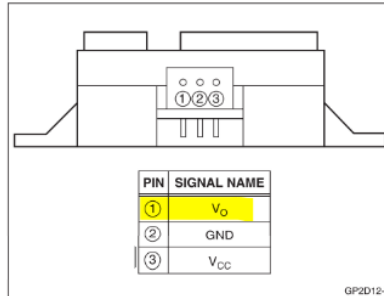 ①②③
PIN SIGNAL NAME
① VO
② GND
③ VCC
GP2D12-